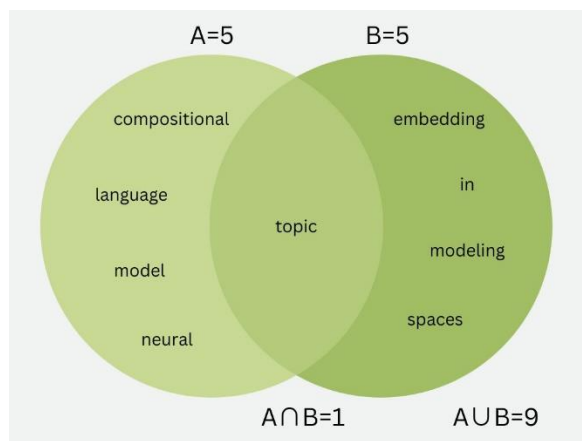 A=5 B=5
compositional
embedding
language
in
topic
model
modeling
neural
spaces
A∩B=1 A∪B=9